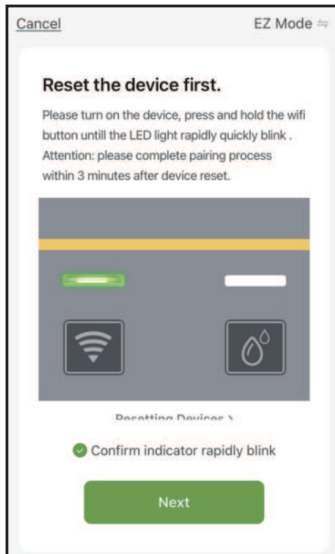 Cancel
EZ Mode
Reset the device first.
Please turn on the device, press and hold the wifi
button untill the LED light rapidly quickly blink .
Attention: please complete pairing process
within 3 minutes after device reset.
Resetting Devices >
Confirm indicator rapidly blink
Next